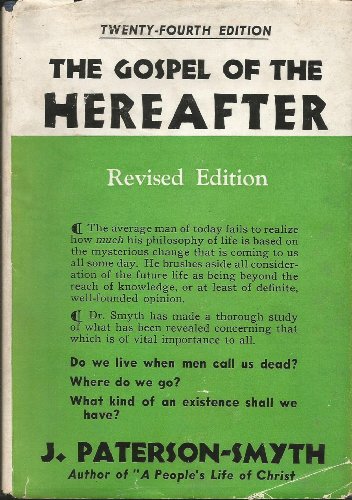 TWENTY-FOURTH EDITION
THE GOSPEL OF THE
HEREAFTER
Revised Edition
¶ The average man of today fails to realize
how much his philosophy of life is based on
the mysterious change that is coming to us
all some day. He brushes aside all consider-
ation of the future life as being beyond the
reach of knowledge, or at least of definite,
well-founded opinion.
¶ Dr. Smyth has made a thorough study
of what has been revealed concerning that
which is of vital importance to all.
Do we live when men call us dead?
Where do we go?
What kind of an existence shall we
have?
J. PATERSON-SMYTH
Author of "A People's Life of Christ